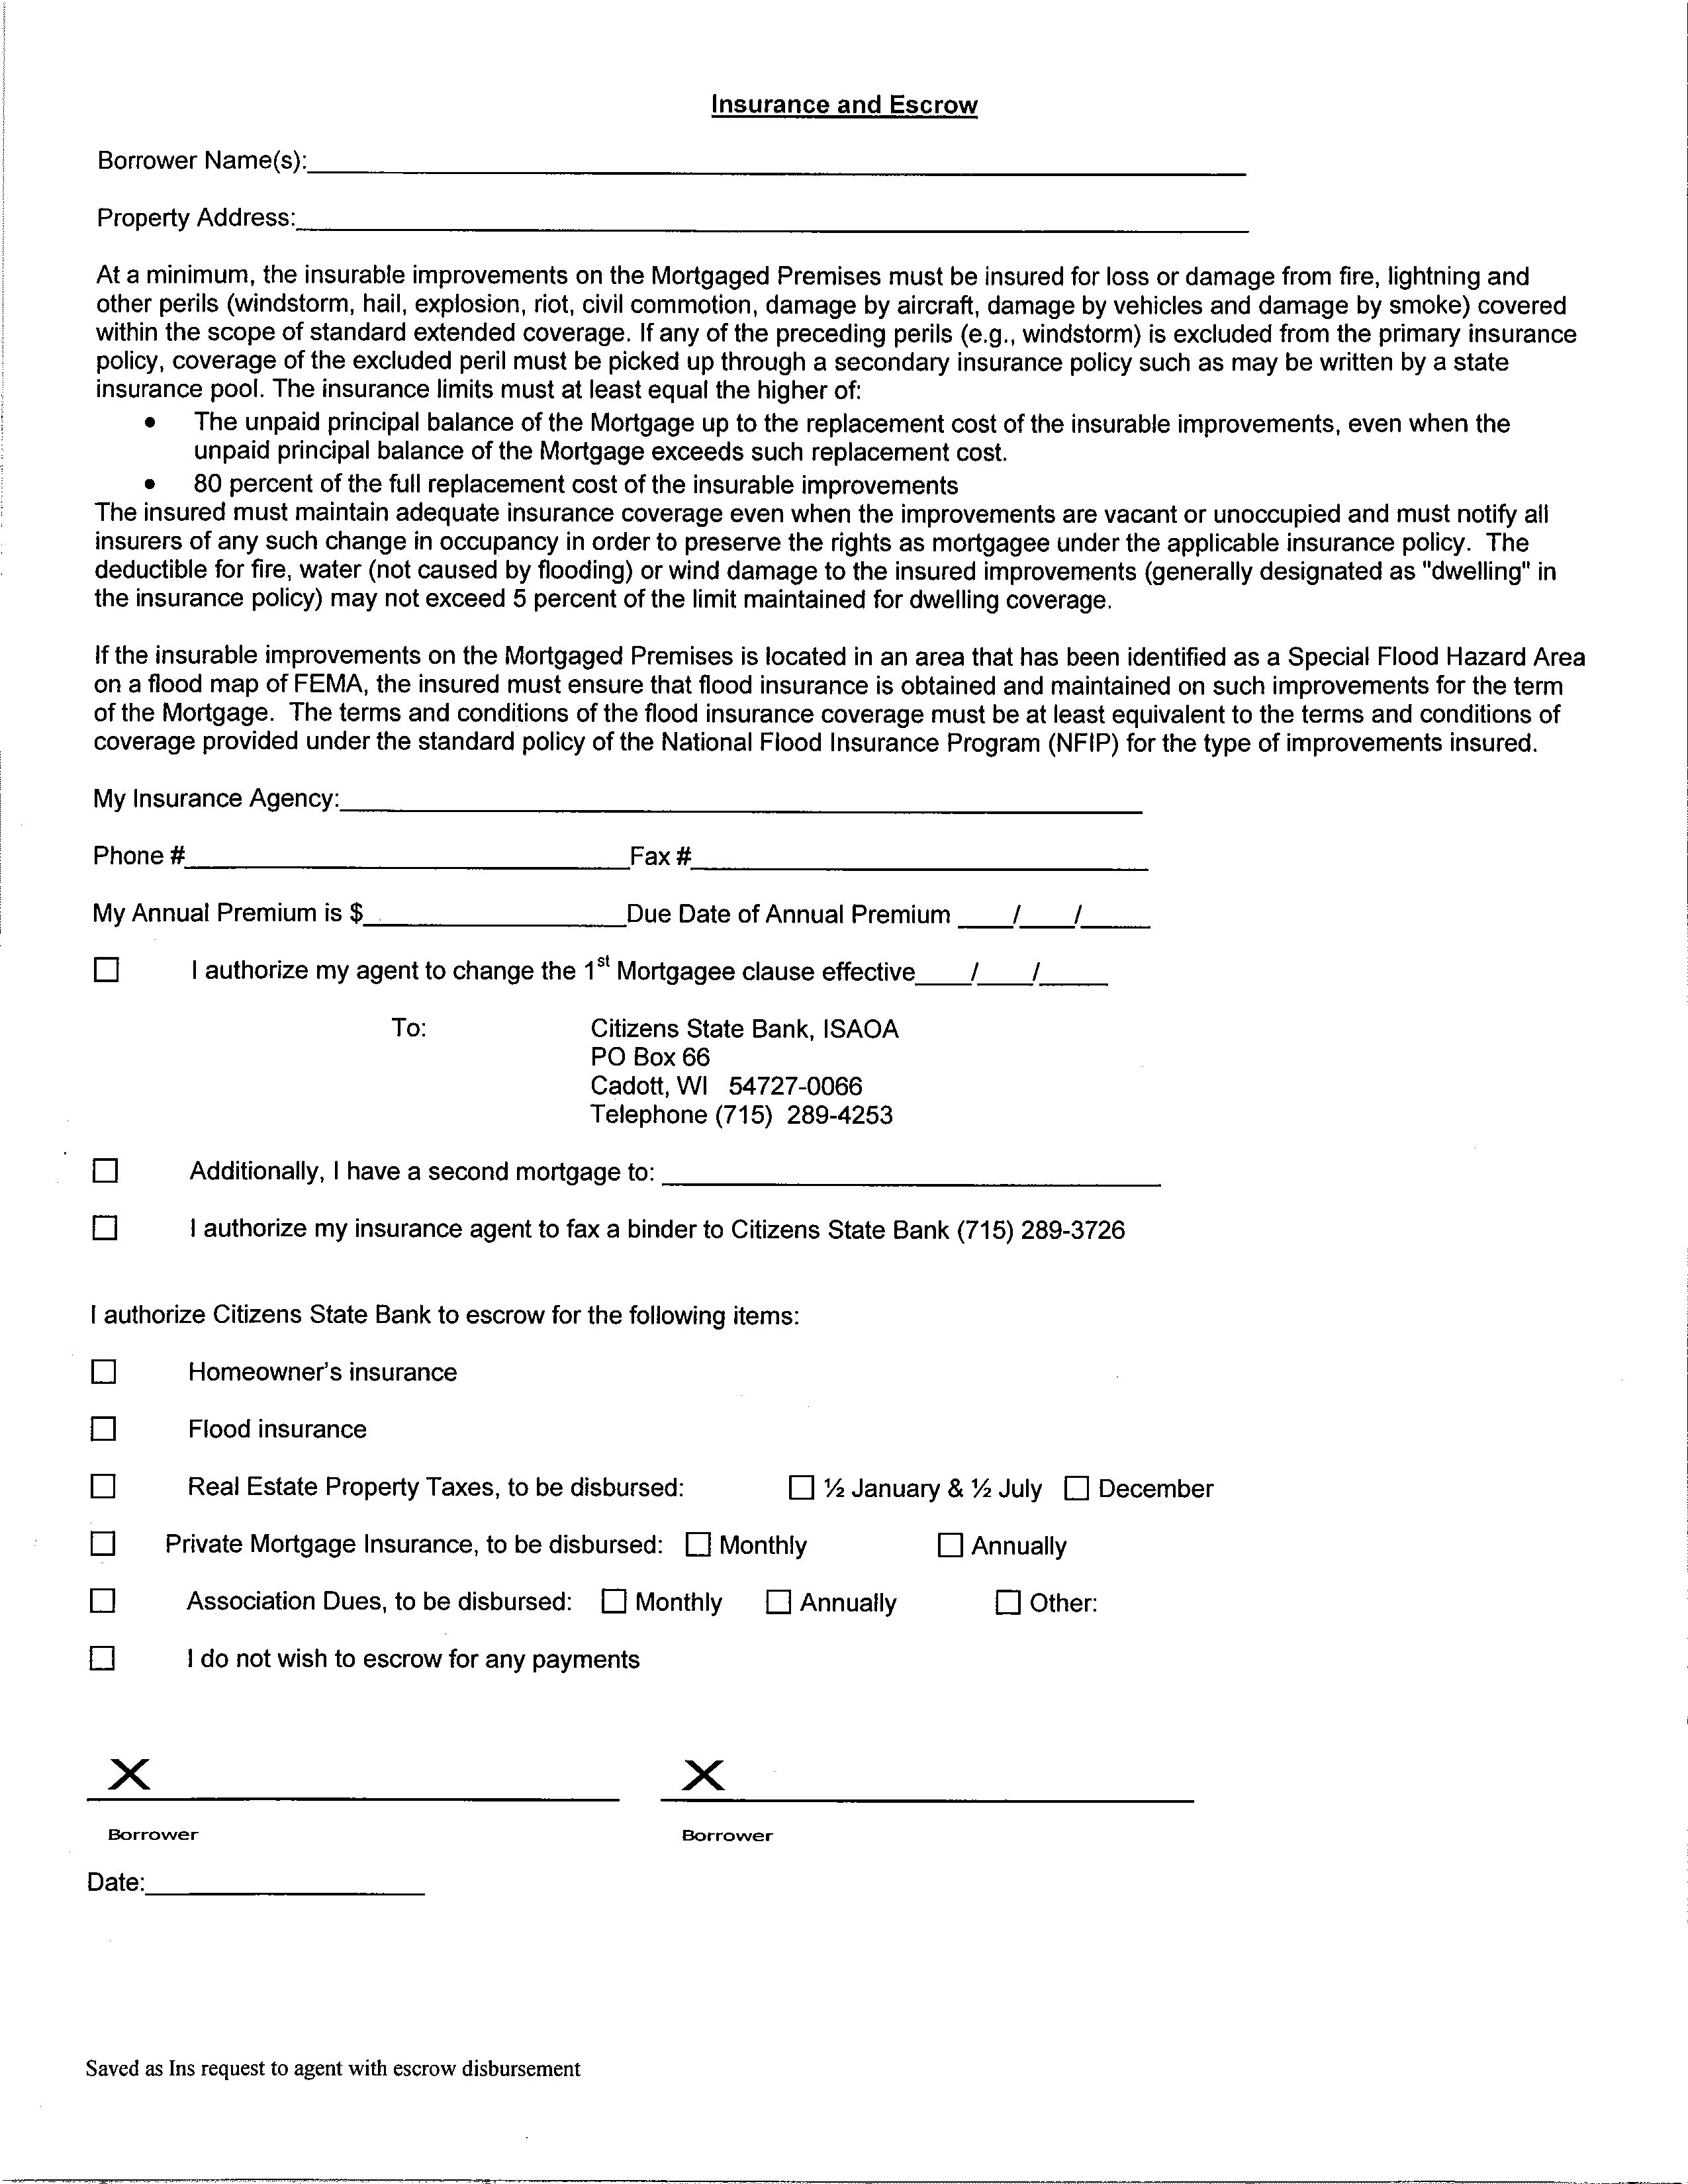 Insurance and Escrow
Borrower Name(s):
Property Address:
At a minimum, the insurable improvements on the Mortgaged Premises must be insured for loss or damage from fire, lightning and
other perils (windstorm, hail, explosion, riot, civil commotion, damage by aircraft, damage by vehicles and damage by smoke) covered
within the scope of standard extended coverage. If any of the preceding perils (e.g., windstorm) is excluded from the primary insurance
policy, coverage of the excluded peril must be picked up through a secondary insurance policy such as may be written by a state
insurance pool. The insurance limits must at least equal the higher of:
• The unpaid principal balance of the Mortgage up to the replacement cost of the insurable improvements, even when the
unpaid principal balance of the Mortgage exceeds such replacement cost.
• 80 percent of the full replacement cost of the insurable improvements
The insured must maintain adequate insurance coverage even when the improvements are vacant or unoccupied and must notify all
insurers of any such change in occupancy in order to preserve the rights as mortgagee under the applicable insurance policy. The
deductible for fire, water (not caused by flooding) or wind damage to the insured improvements (generally designated as "dwelling" in
the insurance policy) may not exceed 5 percent of the limit maintained for dwelling coverage.
If the insurable improvements on the Mortgaged Premises is located in an area that has been identified as a Special Flood Hazard Area
on a flood map of FEMA, the insured must ensure that flood insurance is obtained and maintained on such improvements for the term
of the Mortgage. The terms and conditions of the flood insurance coverage must be at least equivalent to the terms and conditions of
coverage provided under the standard policy of the National Flood Insurance Program (NFIP) for the type of improvements insured.
My Insurance Agency:
Phone # Fax #
My Annual Premium is $ Due Date of Annual Premium / /
☐ I authorize my agent to change the 1st Mortgagee clause effective / /
To: Citizens State Bank, ISAOA
PO Box 66
Cadott, WI 54727-0066
Telephone (715) 289-4253
☐ Additionally, I have a second mortgage to:
☐ I authorize my insurance agent to fax a binder to Citizens State Bank (715) 289-3726
I authorize Citizens State Bank to escrow for the following items:
☐ Homeowner's insurance
☐ Flood insurance
☐ Real Estate Property Taxes, to be disbursed: ☐ ½ January & ½ July ☐ December
☐ Private Mortgage Insurance, to be disbursed: ☐ Monthly ☐ Annually
☐ Association Dues, to be disbursed: ☐ Monthly ☐ Annually ☐ Other:
☐ I do not wish to escrow for any payments
X X
Borrower Borrower
Date:
Saved as Ins request to agent with escrow disbursement